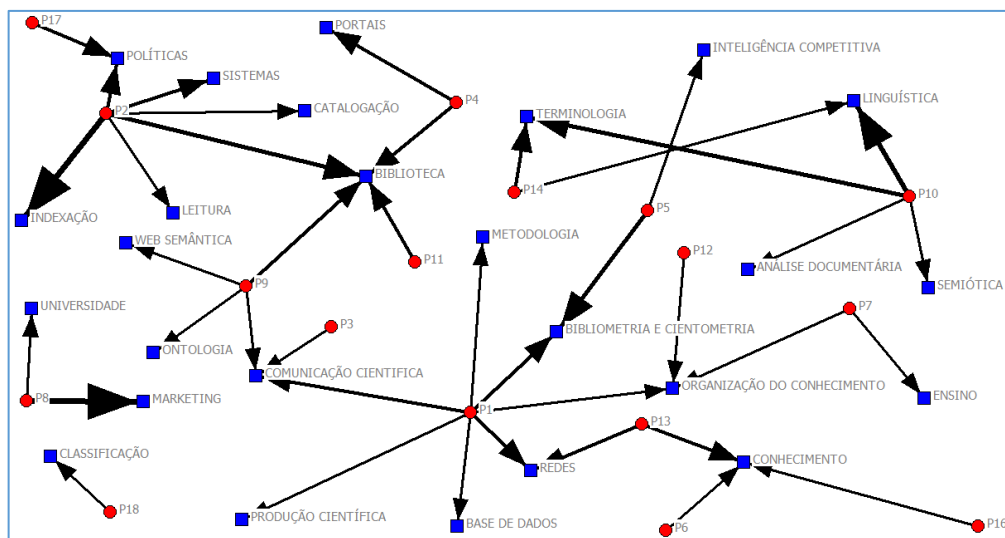 P17
PORTAIS
POLÍTICAS
INTELIGÊNCIA COMPETITIVA
SISTEMAS
P4
LINGUÍSTICA
P2
CATALOGAÇÃO
TERMINOLOGIA
BIBLIOTECA
P14
P10
P5
LEITURA
INDEXAÇÃO
WEB SEMÂNTICA
METODOLOGIA
P12
P11
ANÁLISE DOCUMENTÁRIA
P9
SEMIÓTICA
UNIVERSIDADE
P7
P3
BIBLIOMETRIA E CIENTOMETRIA
ONTOLOGIA
COMUNICAÇÃO CIENTIFICA
ORGANIZAÇÃO DO CONHECIMENTO
ENSINO
P8
MARKETING
P1
P13
CLASSIFICAÇÃO
CONHECIMENTO
REDES
P18
PRODUÇÃO CIENTÍFICA
BASE DE DADOS
P6
P16